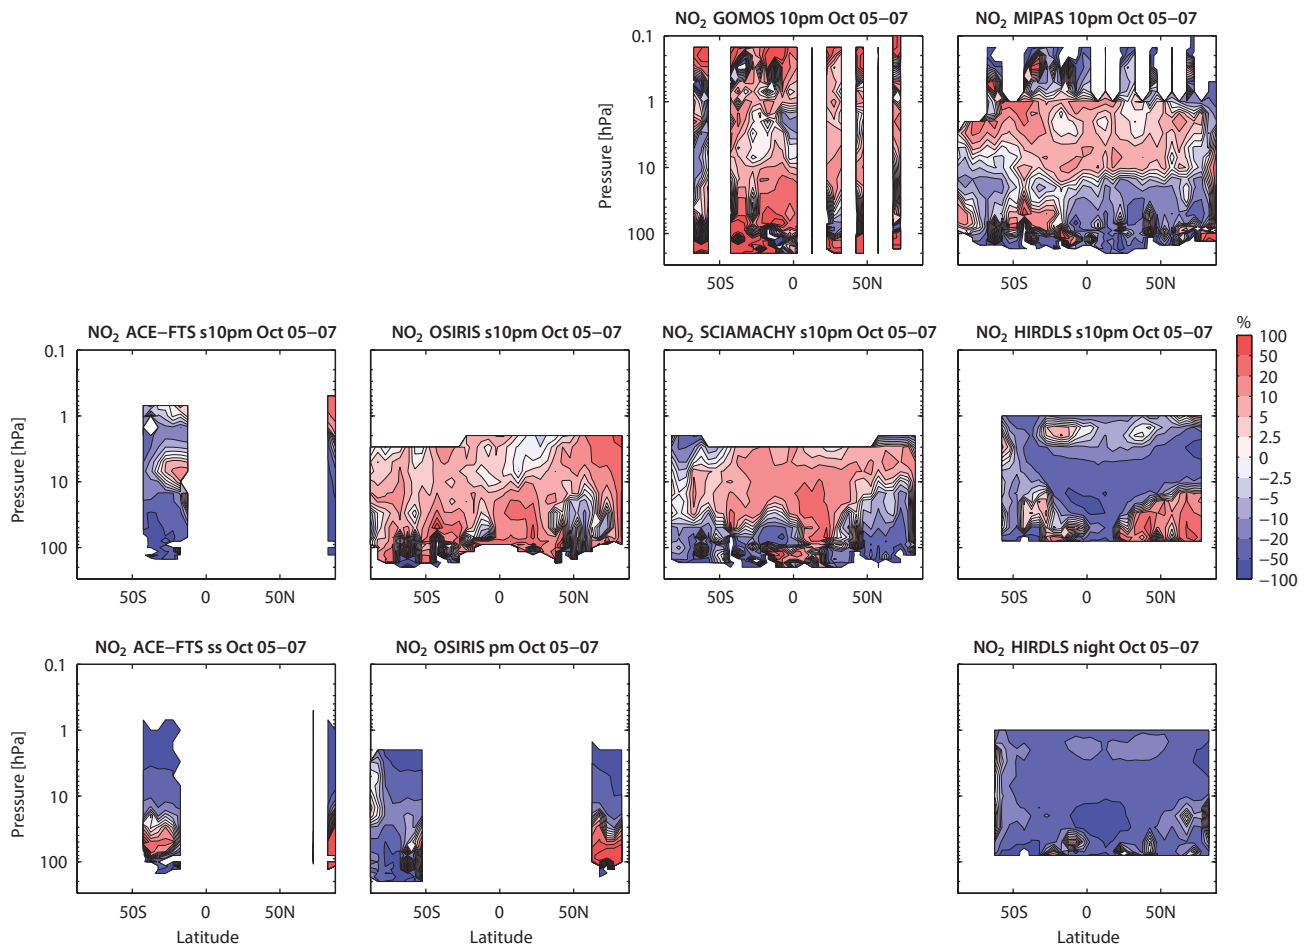 NO2 GOMOS 10pm Oct 05−07 NO2 MIPAS 10pm Oct 05−07
0.1
1
10
100
Pressure [hPa]
50S 0 50N 50S 0 50N
NO2 ACE−FTS s10pm Oct 05−07 NO2 OSIRIS s10pm Oct 05−07 NO2 SCIAMACHY s10pm Oct 05−07 NO2 HIRDLS s10pm Oct 05−07
0.1
1
10
100
Pressure [hPa]
50S 0 50N 50S 0 50N 50S 0 50N 50S 0 50N
%
100
50
20
10
5
2.5
0
−2.5
−5
−10
−20
−50
−100
NO2 ACE−FTS ss Oct 05−07 NO2 OSIRIS pm Oct 05−07 NO2 HIRDLS night Oct 05−07
0.1
1
10
100
Pressure [hPa]
50S 0 50N 50S 0 50N 50S 0 50N
Latitude Latitude Latitude